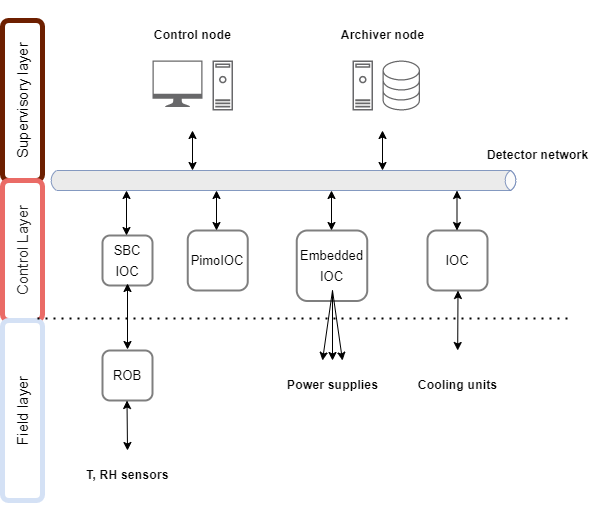 Control node
Archiver node
Supervisory layer
Detector network
Control Layer
SBC
IOC
PimoIOC
Embedded
IOC
IOC
Field layer
ROB
Power supplies
Cooling units
T, RH sensors